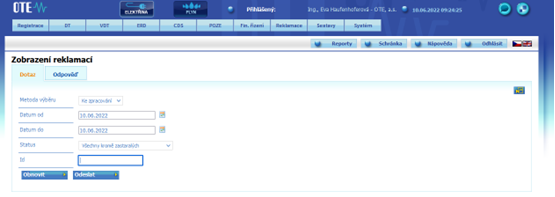 OTE
ELEKTŘINA
PLYN
Přihlášený:
Ing., Eva Havlenhoferová - OTE, a.s.
10.06.2022 09:24:25
Registrace DT VDT ERD CDS POZE Fin. řízení Reklamace Sestavy Systém
Reporty Schránka Nápověda Odhlásit
Zobrazení reklamací
Dotaz Odpověď
Metoda výběru Ke zpracování
Datum od 10.06.2022
Datum do 10.06.2022
Status Všechny kromě zastaralých
Id
Obnovit Odeslat